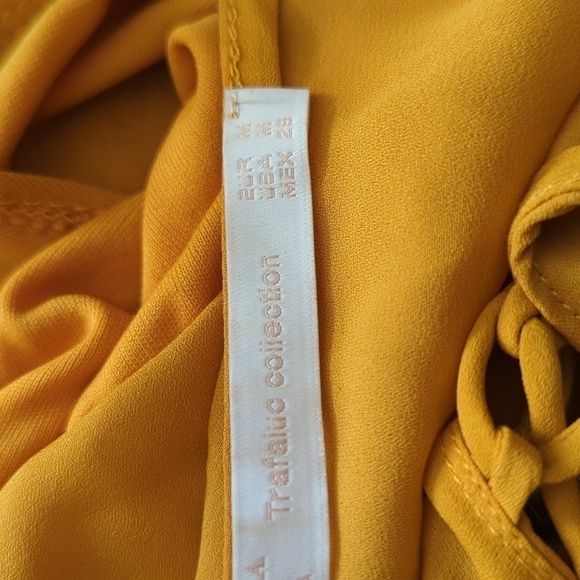 EUR M
USA M
MEX 28
Trafaluc collection